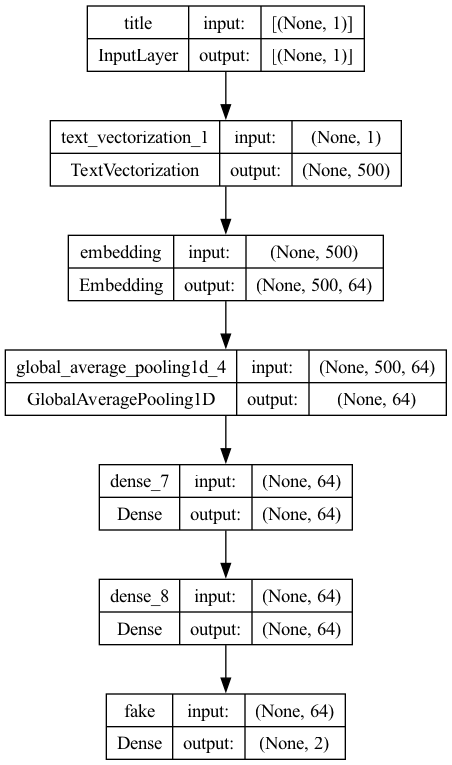 title input: [(None, 1)]
InputLayer output: [(None, 1)]
text_vectorization_1 input: (None, 1)
TextVectorization output: (None, 500)
embedding input: (None, 500)
Embedding output: (None, 500, 64)
global_average_pooling1d_4 input: (None, 500, 64)
GlobalAveragePooling1D output: (None, 64)
dense_7 input: (None, 64)
Dense output: (None, 64)
dense_8 input: (None, 64)
Dense output: (None, 64)
fake input: (None, 64)
Dense output: (None, 2)